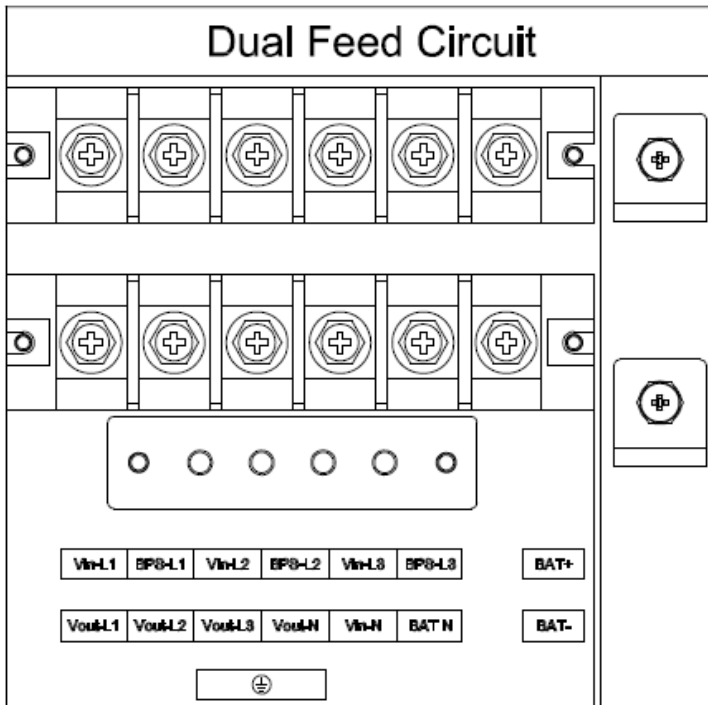 Dual Feed Circuit
Vin-L1 BPS-L1 Vin-L2 BPS-L2 Vin-L3 BPS-L3 BAT+
Vout-L1 Vout-L2 Vout-L3 Vout-N Vin-N BAT N BAT-